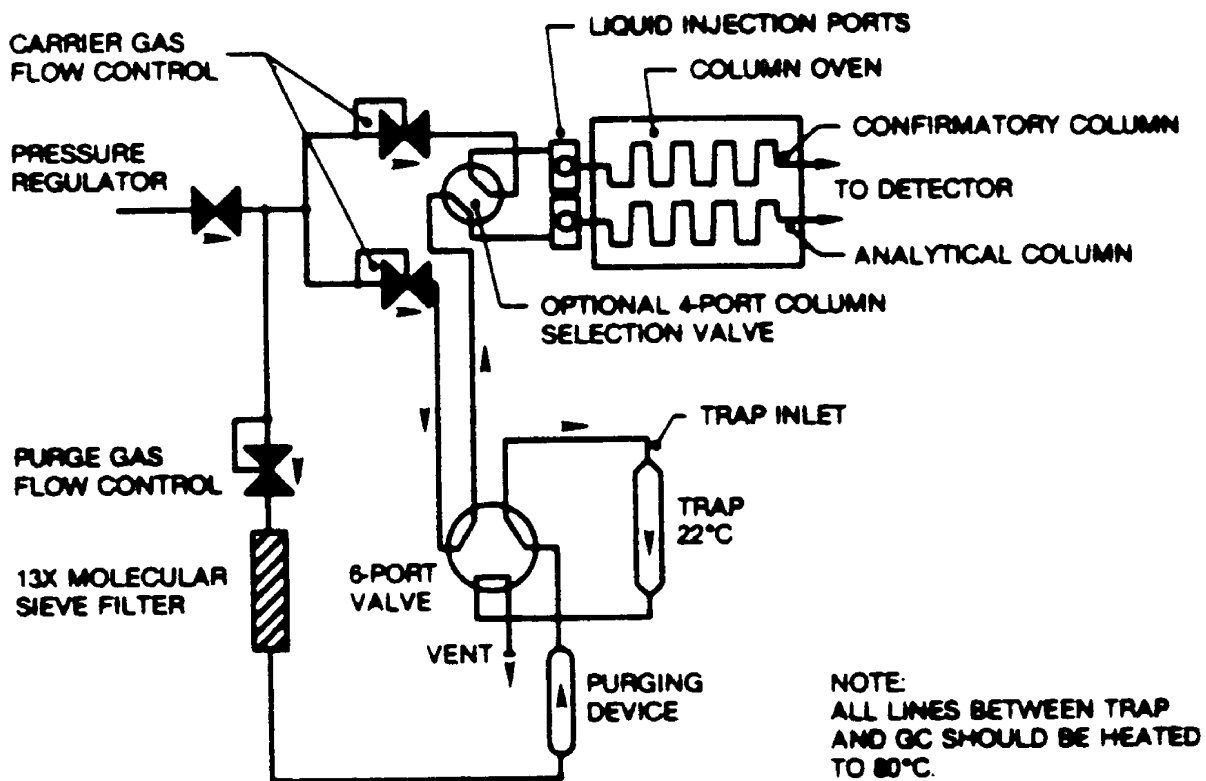 CARRIER GAS
FLOW CONTROL
LIQUID INJECTION PORTS
COLUMN OVEN
CONFIRMATORY COLUMN
PRESSURE
REGULATOR
TO DETECTOR
ANALYTICAL COLUMN
OPTIONAL 4-PORT COLUMN
SELECTION VALVE
TRAP INLET
PURGE GAS
FLOW CONTROL
TRAP
22°C
13X MOLECULAR
SIEVE FILTER
6-PORT
VALVE
VENT
PURGING
DEVICE
NOTE:
ALL LINES BETWEEN TRAP
AND GC SHOULD BE HEATED
TO 80°C.